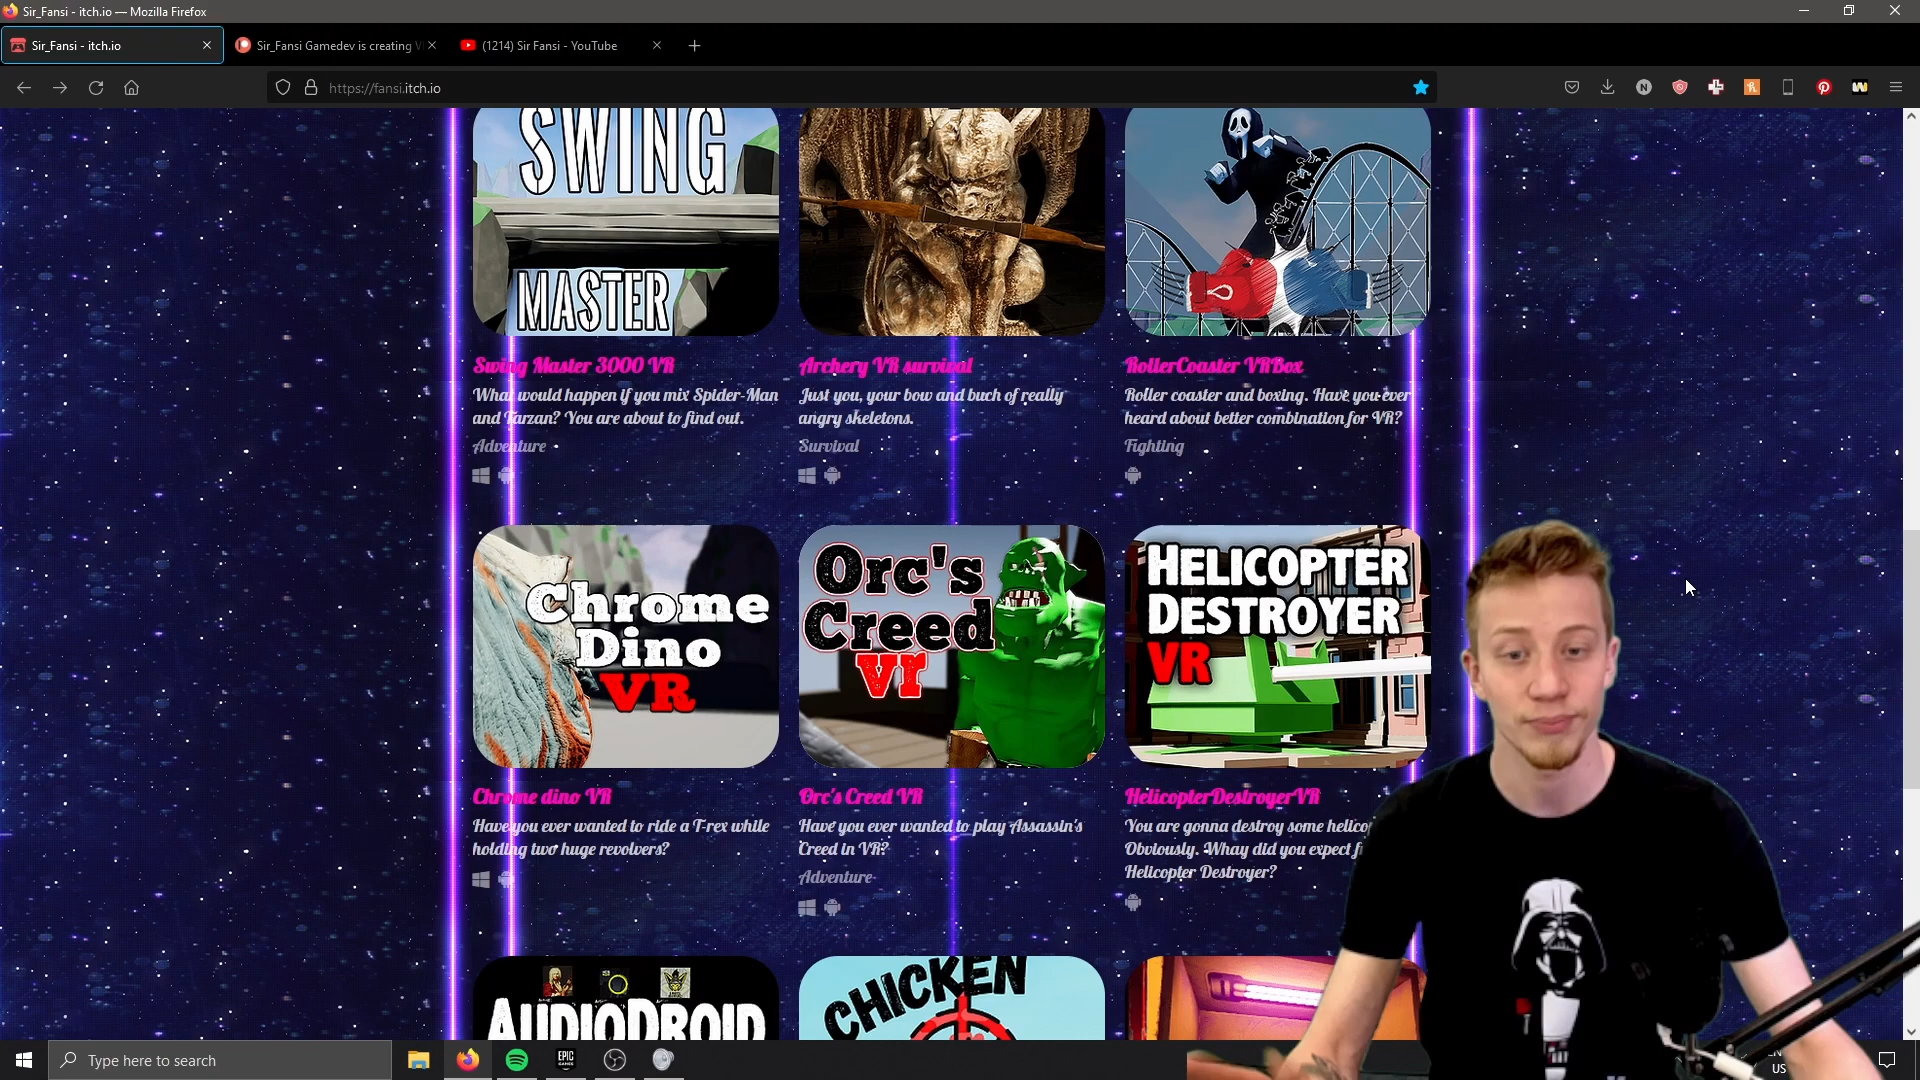 Sir_Fansi - itch.io — Mozilla Firefox
Sir_Fansi - itch.io
Sir_Fansi Gamedev is creating V
(1214) Sir Fansi - YouTube
https://fansi.itch.io
SWING
MASTER
Swing Master 3000 VR
What would happen if you mix Spider-Man
and Tarzan? You are about to find out.
Adventure
Archery VR survival
Just you, your bow and buch of really
angry skeletons.
Survival
RollerCoaster VRBox
Roller coaster and boxing. Have you ever
heard about better combination for VR?
Fighting
Chrome
Dino
VR
Orc's
Creed
Vr
HELICOPTER
DESTROYER
VR
Chrome dino VR
Have you ever wanted to ride a T-rex while
holding two huge revolvers?
Orc's Creed VR
Have you ever wanted to play Assassin's
Creed in VR?
Adventure
HelicopterDestroyerVR
You are gonna destroy some helico
Obviously. Whay did you expect f
Helicopter Destroyer?
AUDIODROID
CHICKEN
Type here to search
EPIC
GAMES
US